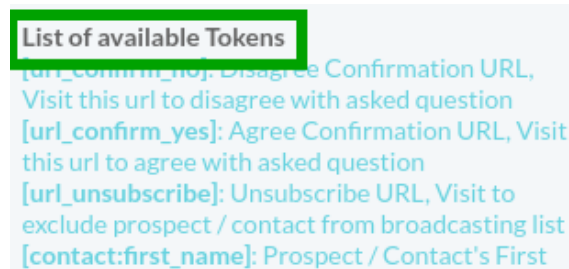 List of available Tokens
[url_confirm_no]: Disagree Confirmation URL,
Visit this url to disagree with asked question
[url_confirm_yes]: Agree Confirmation URL, Visit
this url to agree with asked question
[url_unsubscribe]: Unsubscribe URL, Visit to
exclude prospect / contact from broadcasting list
[contact:first_name]: Prospect / Contact's First